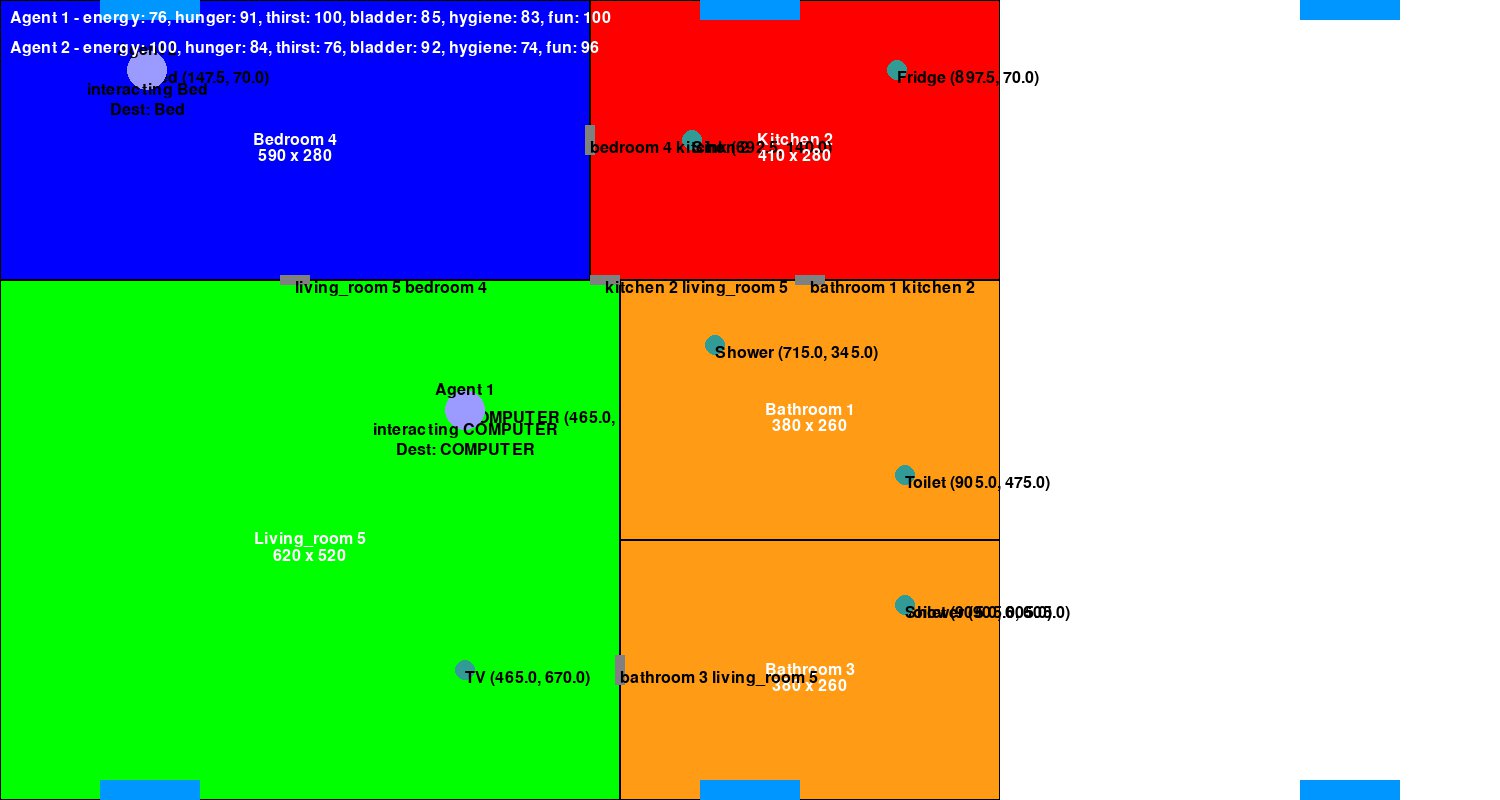 Agent 1 - energy: 76, hunger: 91, thirst: 100, bladder: 85, hygiene: 83, fun: 100
Agent 2 - energy: 100, hunger: 84, thirst: 76, bladder: 92, hygiene: 74, fun: 96
(147.5, 70.0)
interacting Bed
Dest: Bed
Fridge (897.5, 70.0)
Bedroom 4
590 x 280
Kitchen 2
410 x 280
bedroom 4 kitchen 2
living_room 5 bedroom 4
kitchen 2 living_room 5
bathroom 1 kitchen 2
Shower (715.0, 345.0)
Agent 1
COMPUTER (465.0,
interacting COMPUTER
Dest: COMPUTER
Bathroom 1
380 x 260
Toilet (905.0, 475.0)
Living_room 5
620 x 520
Bathroom 3
380 x 260
TV (465.0, 670.0)
bathroom 3 living_room 5